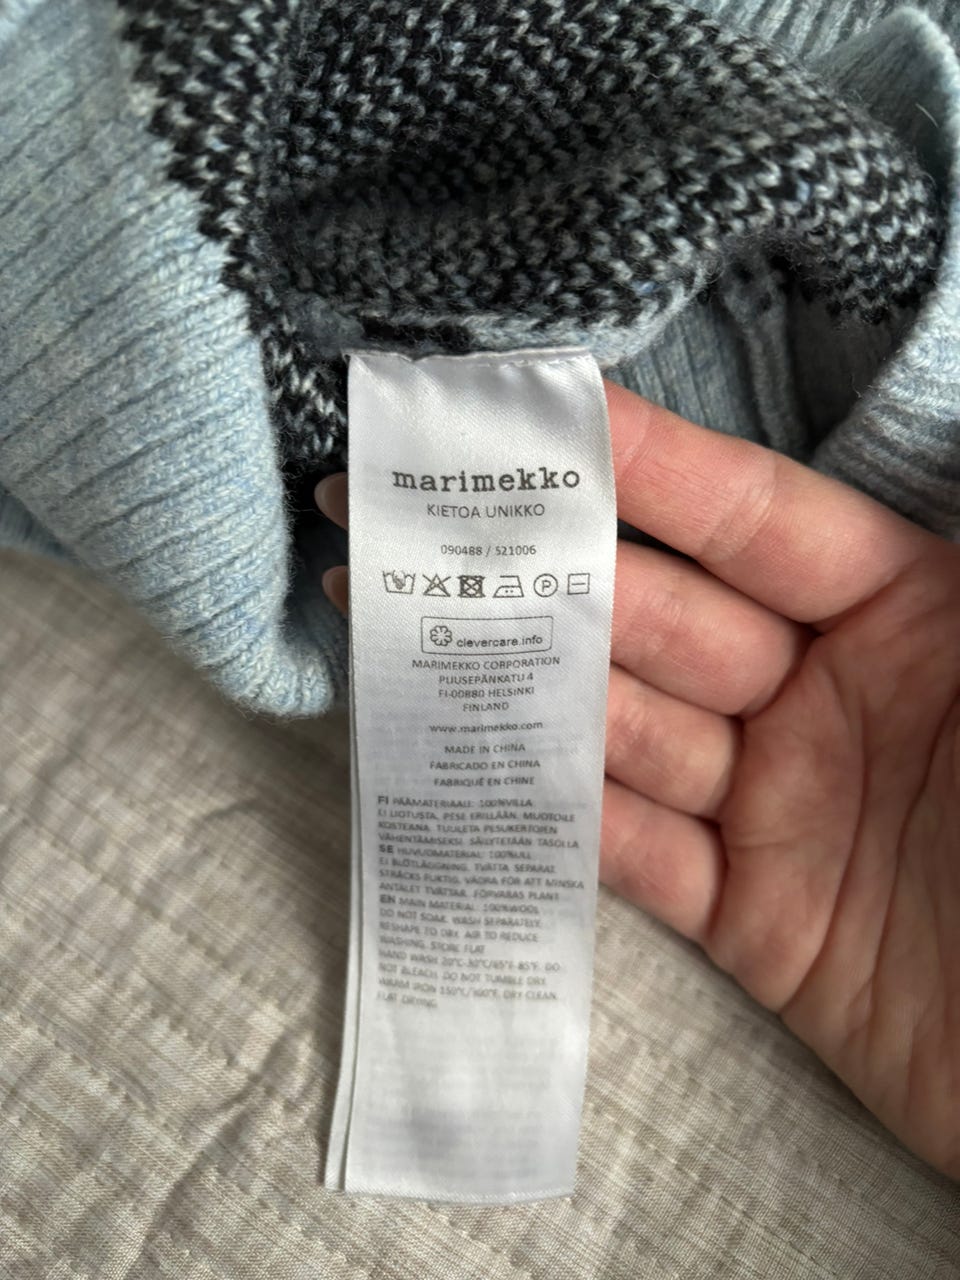 marimekko
KIETOA UNIKKO
090488 / 521006
P
clevercare.info
MARIMEKKO CORPORATION
PUUSEPÄNKATU 4
FI-00880 HELSINKI
FINLAND
www.marimekko.com
MADE IN CHINA
FABRICADO EN CHINA
FABRIQUÉ EN CHINE
FI PÄÄMATERIAALI: 100%VILLA
EI LIOTUSTA, PESE ERILLÄÄN. MUOTOILE
KOSTEANA. TUULETA PESUKERTOJEN
VÄHENTÄMISEKSI. SÄILYTETÄÄN TASOLLA
SE HUVUDMATERIAL: 100%ULL
EJ BLÖTLÄGGNING. TVÄTTA SEPARAT.
STRÄCKS FUKTIG. VÄDRA FÖR ATT MINSKA
ANTALET TVÄTTAR. FÖRVARAS PLANT
EN MAIN MATERIAL: 100%WOOL
DO NOT SOAK. WASH SEPARATELY.
RESHAPE TO DRY. AIR TO REDUCE
WASHING. STORE FLAT
HAND WASH 20°C-30°C/65°F-85°F. DO
NOT BLEACH. DO NOT TUMBLE DRY.
WARM IRON 150°C/300°F. DRY CLEAN.
FLAT DRYING